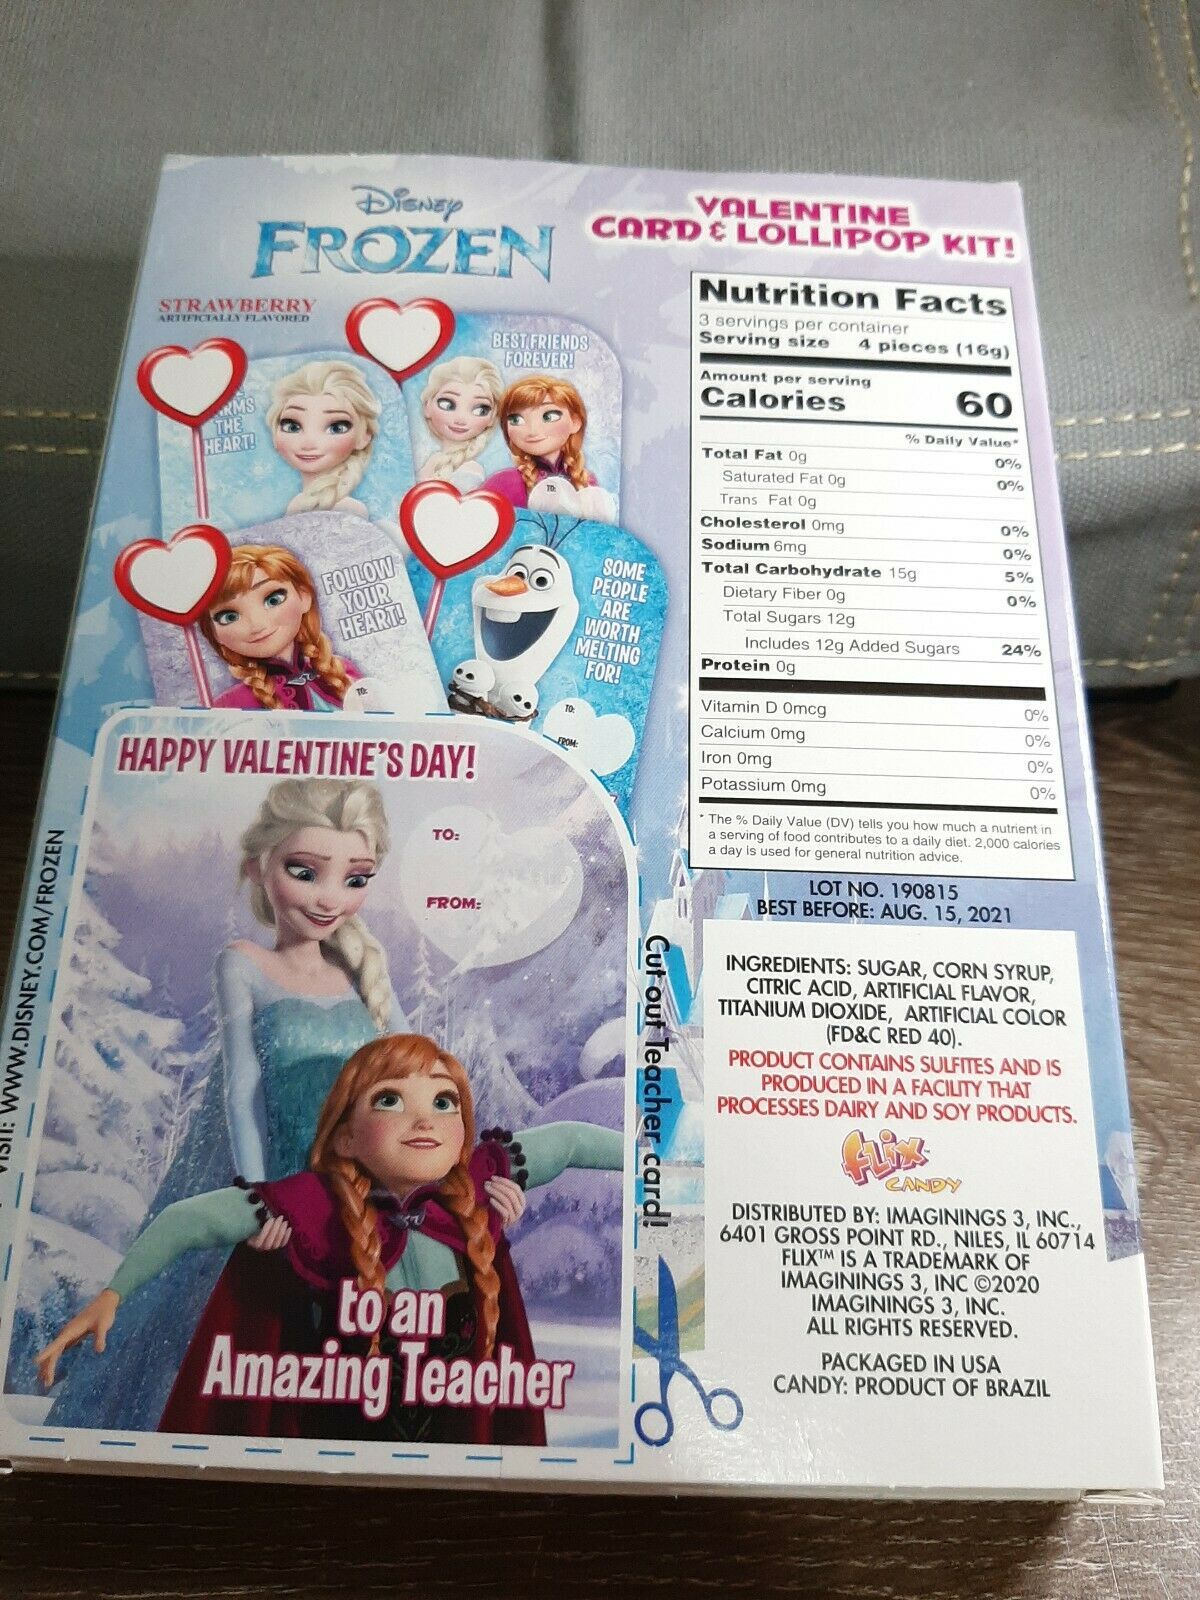 Disney
FROZEN
VALENTINE
CARD & LOLLIPOP KIT!
STRAWBERRY
ARTIFICIALLY FLAVORED
THE
HEART!
BEST FRIENDS
FOREVER!
TO:
FOLLOW
YOUR
HEART!
TO:
SOME
PEOPLE
ARE
WORTH
MELTING
FOR!
TO:
FROM:
HAPPY VALENTINE'S DAY!
TO:
FROM:
to an
Amazing Teacher
VISIT: WWW.DISNEY.COM/FROZEN
Cut out Teacher card!
Nutrition Facts
3 servings per container
Serving size 4 pieces (16g)
Amount per serving
Calories 60
% Daily Value*
Total Fat 0g 0%
Saturated Fat 0g 0%
Trans Fat 0g
Cholesterol 0mg 0%
Sodium 6mg 0%
Total Carbohydrate 15g 5%
Dietary Fiber 0g 0%
Total Sugars 12g
Includes 12g Added Sugars 24%
Protein 0g
Vitamin D 0mcg 0%
Calcium 0mg 0%
Iron 0mg 0%
Potassium 0mg 0%
* The % Daily Value (DV) tells you how much a nutrient in
a serving of food contributes to a daily diet. 2,000 calories
a day is used for general nutrition advice.
LOT NO. 190815
BEST BEFORE: AUG. 15, 2021
INGREDIENTS: SUGAR, CORN SYRUP,
CITRIC ACID, ARTIFICIAL FLAVOR,
TITANIUM DIOXIDE, ARTIFICIAL COLOR
(FD&C RED 40).
PRODUCT CONTAINS SULFITES AND IS
PRODUCED IN A FACILITY THAT
PROCESSES DAIRY AND SOY PRODUCTS.
Flix
CANDY
DISTRIBUTED BY: IMAGININGS 3, INC.,
6401 GROSS POINT RD., NILES, IL 60714
FLIX™ IS A TRADEMARK OF
IMAGININGS 3, INC ©2020
IMAGININGS 3, INC.
ALL RIGHTS RESERVED.
PACKAGED IN USA
CANDY: PRODUCT OF BRAZIL